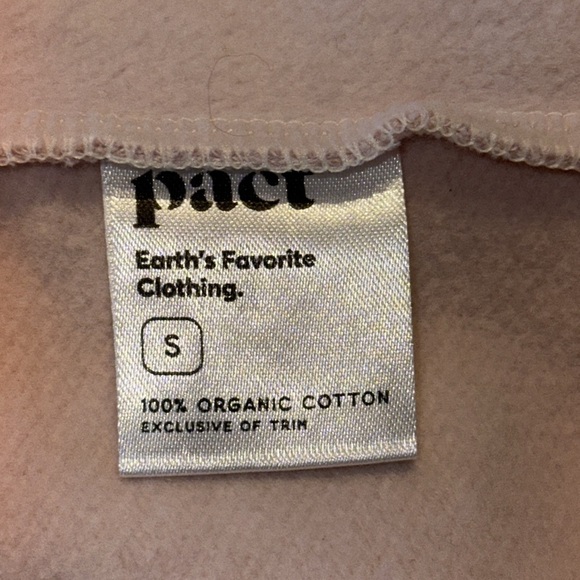 pact
Earth's Favorite
Clothing.
S
100% ORGANIC COTTON
EXCLUSIVE OF TRIM